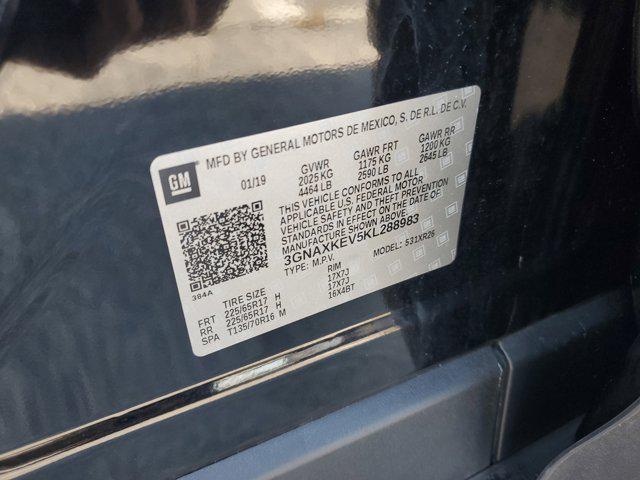 MFD BY GENERAL MOTORS DE MEXICO, S. DE R.L. DE C.V.
GM
01/19
GVWR GAWR FRT GAWR RR
2025 KG 1175 KG 1200 KG
4464 LB 2590 LB 2645 LB
THIS VEHICLE CONFORMS TO ALL
APPLICABLE U.S. FEDERAL MOTOR
VEHICLE SAFETY AND THEFT PREVENTION
STANDARDS IN EFFECT ON THE DATE OF
MANUFACTURE SHOWN ABOVE.
3GNAXKEV5KL288983
TYPE: M.P.V. MODEL: 531XR26
384A
TIRE SIZE RIM
FRT 225/65R17 H 17X7J
RR 225/65R17 H 17X7J
SPA T135/70R16 M 16X4BT